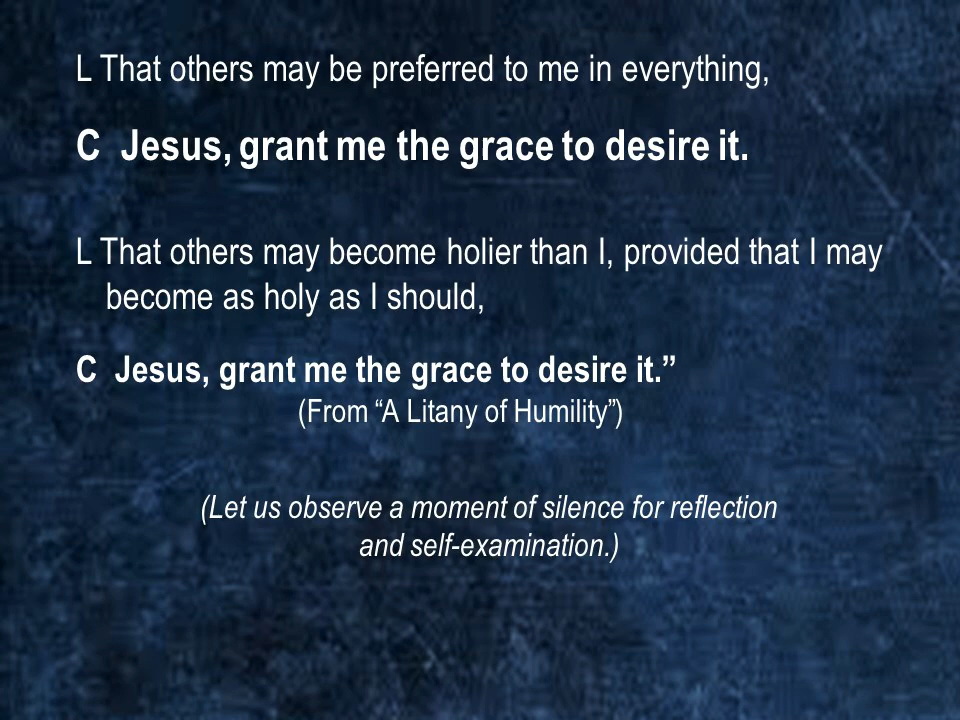 L That others may be preferred to me in everything,
C Jesus, grant me the grace to desire it.
L That others may become holier than I, provided that I may
become as holy as I should,
C Jesus, grant me the grace to desire it.”
(From “A Litany of Humility”)
(Let us observe a moment of silence for reflection
and self-examination.)